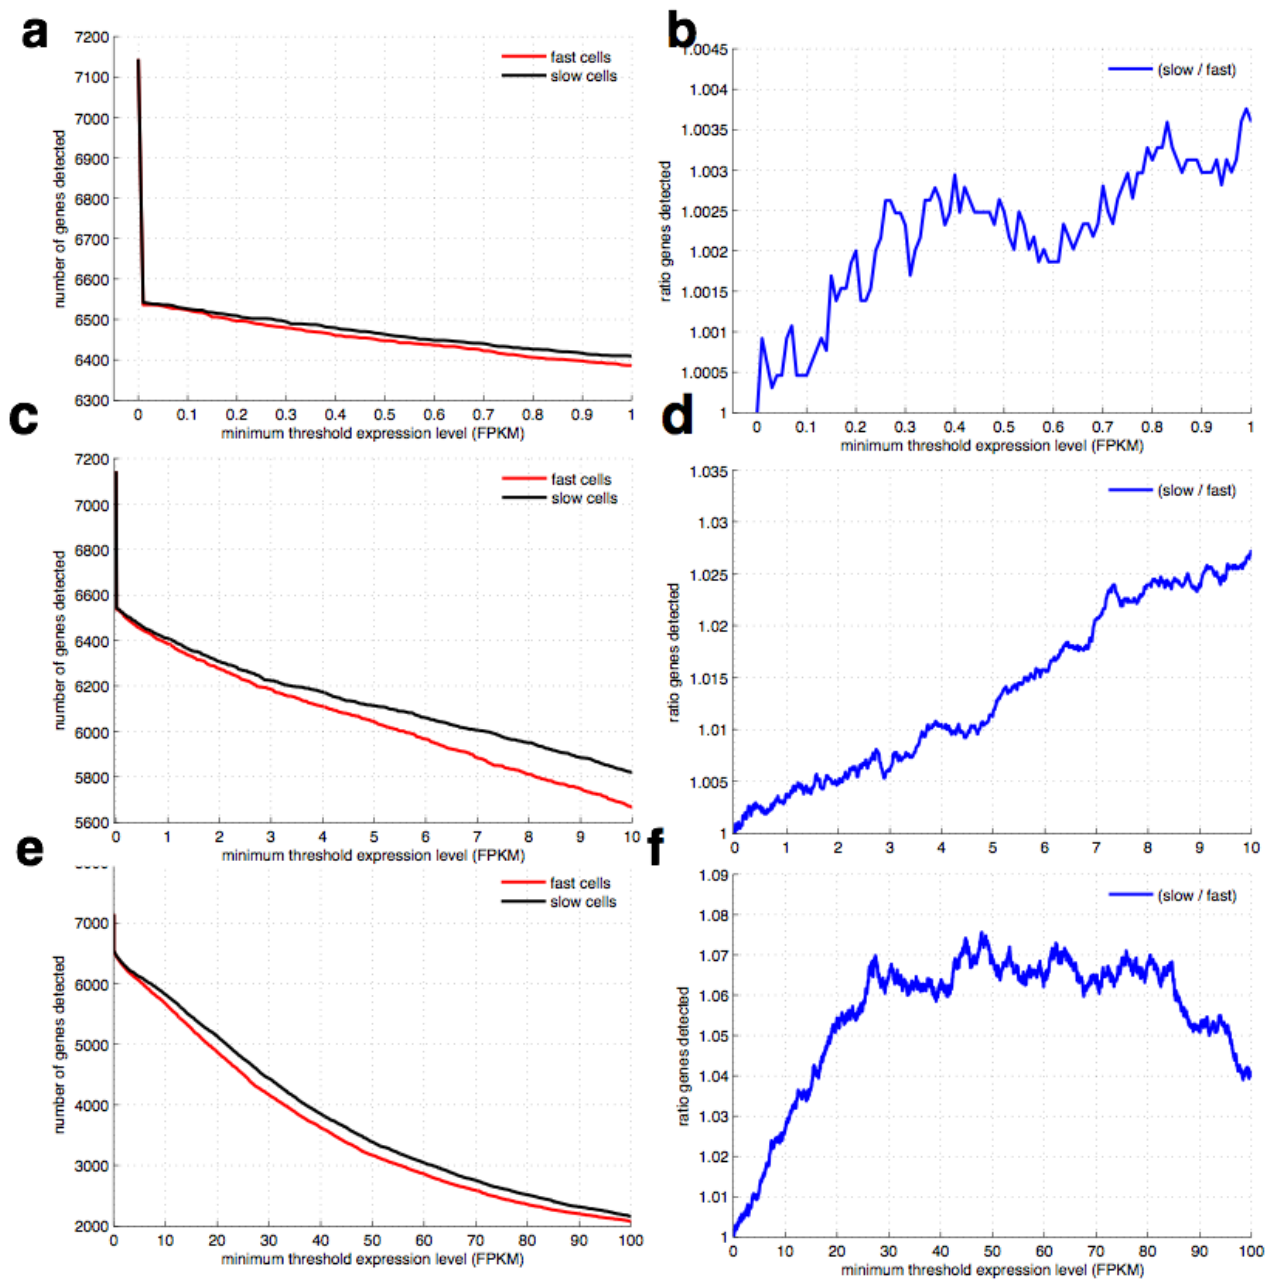 a
7200
7100
7000
6900
6800
6700
6600
6500
6400
6300
number of genes detected
fast cells
slow cells
0 0.1 0.2 0.3 0.4 0.5 0.6 0.7 0.8 0.9 1
minimum threshold expression level (FPKM)
b
1.0045
1.004
1.0035
1.003
1.0025
1.002
1.0015
1.001
1.0005
1
ratio genes detected
(slow / fast)
0 0.1 0.2 0.3 0.4 0.5 0.6 0.7 0.8 0.9 1
minimum threshold expression level (FPKM)
c
7200
7000
6800
6600
6400
6200
6000
5800
5600
number of genes detected
fast cells
slow cells
0 1 2 3 4 5 6 7 8 9 10
minimum threshold expression level (FPKM)
d
1.035
1.03
1.025
1.02
1.015
1.01
1.005
1
ratio genes detected
(slow / fast)
0 1 2 3 4 5 6 7 8 9 10
e
7000
6000
5000
4000
3000
2000
number of genes detected
fast cells
slow cells
0 10 20 30 40 50 60 70 80 90 100
minimum threshold expression level (FPKM)
f
1.09
1.08
1.07
1.06
1.05
1.04
1.03
1.02
1.01
1
ratio genes detected
(slow / fast)
0 10 20 30 40 50 60 70 80 90 100
minimum threshold expression level (FPKM)